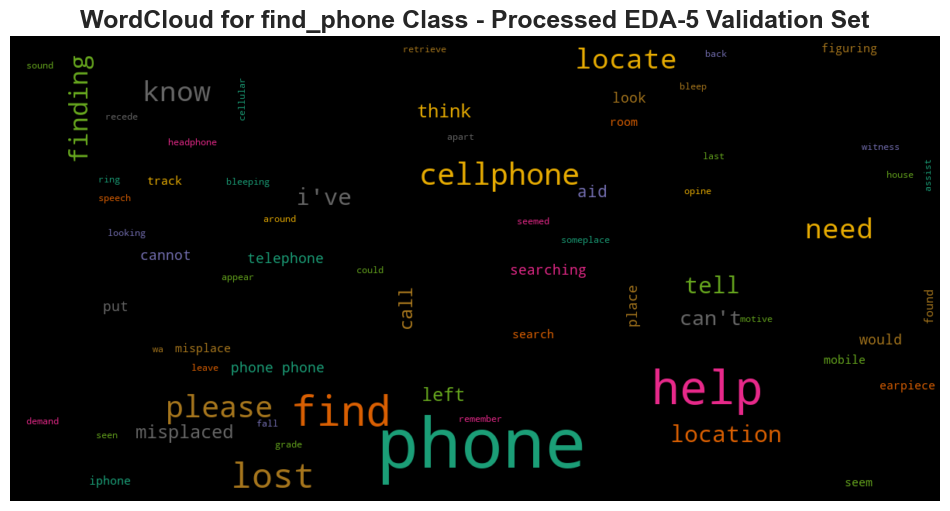 WordCloud for find_phone Class - Processed EDA-5 Validation Set
retrieve
figuring
locate
back
sound
finding
know
cellular
bleep
look
think
recede
room
apart
headphone
witness
last
house
assist
cellphone
ring
track
bleeping
i've
aid
opine
speech
around
seemed
need
looking
someplace
cannot
telephone
searching
could
appear
tell
call
place
found
put
can't
motive
search
would
wa
misplace
mobile
leave
phone phone
help
earpiece
left
please
find
remember
demand
fall
misplaced
seen
grade
phone
location
iphone
lost
seem